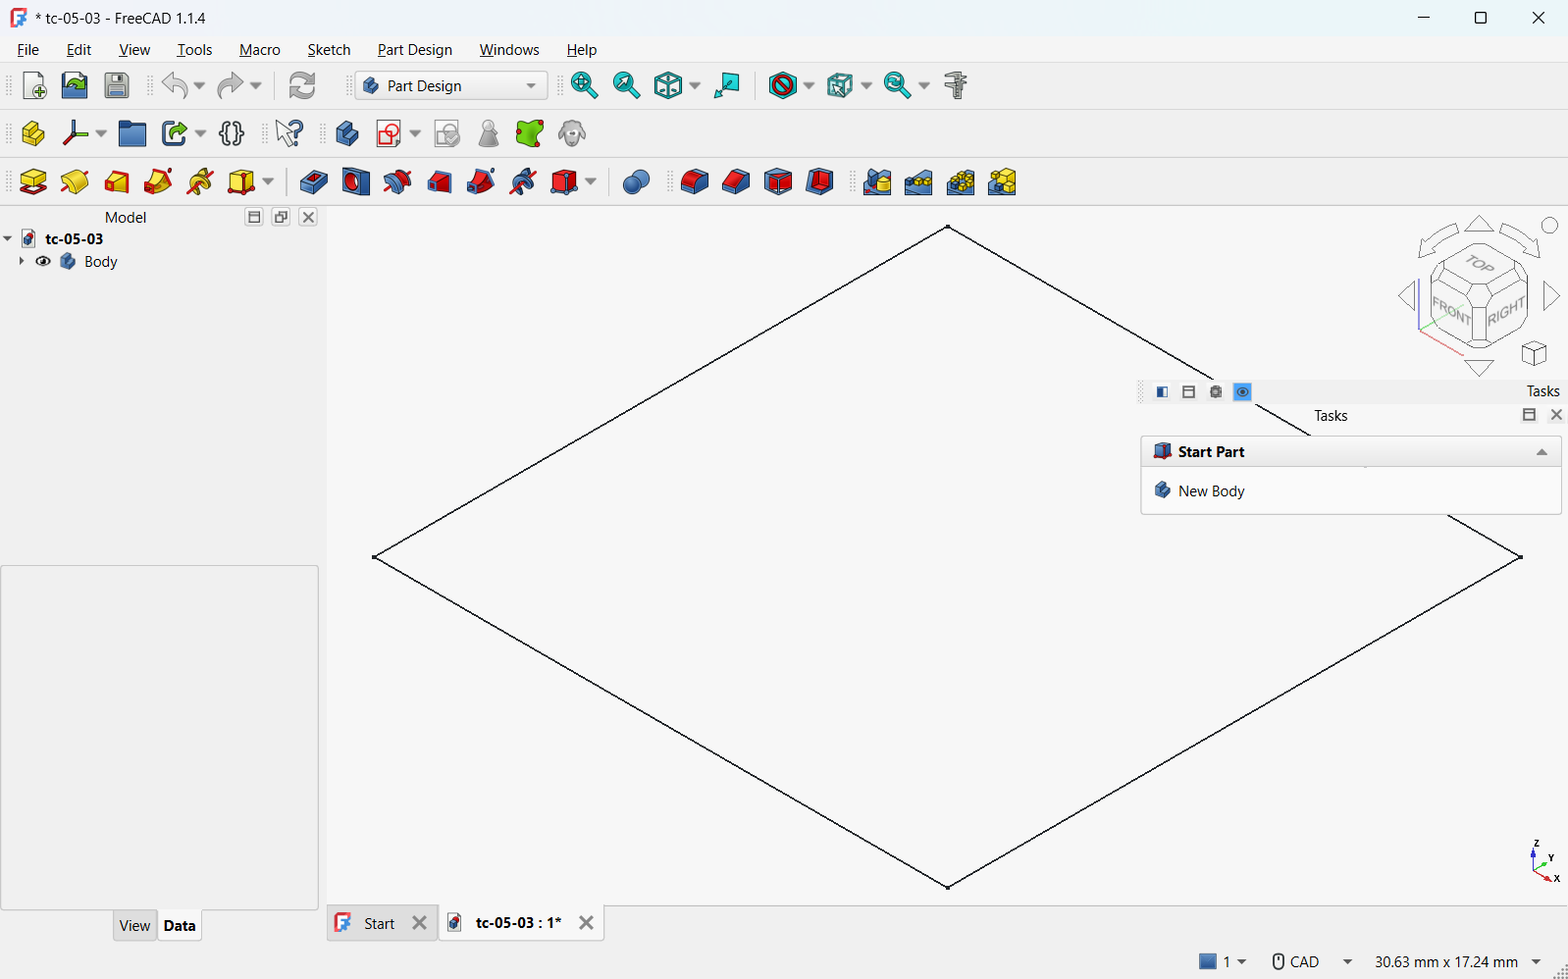 * tc-05-03 - FreeCAD 1.1.4
File Edit View Tools Macro Sketch Part Design Windows Help
Part Design
Model
tc-05-03
Body
TOP
FRONT RIGHT
Tasks
Tasks
Start Part
New Body
Z
Y
X
View Data
Start
tc-05-03 : 1*
1 CAD 30.63 mm x 17.24 mm